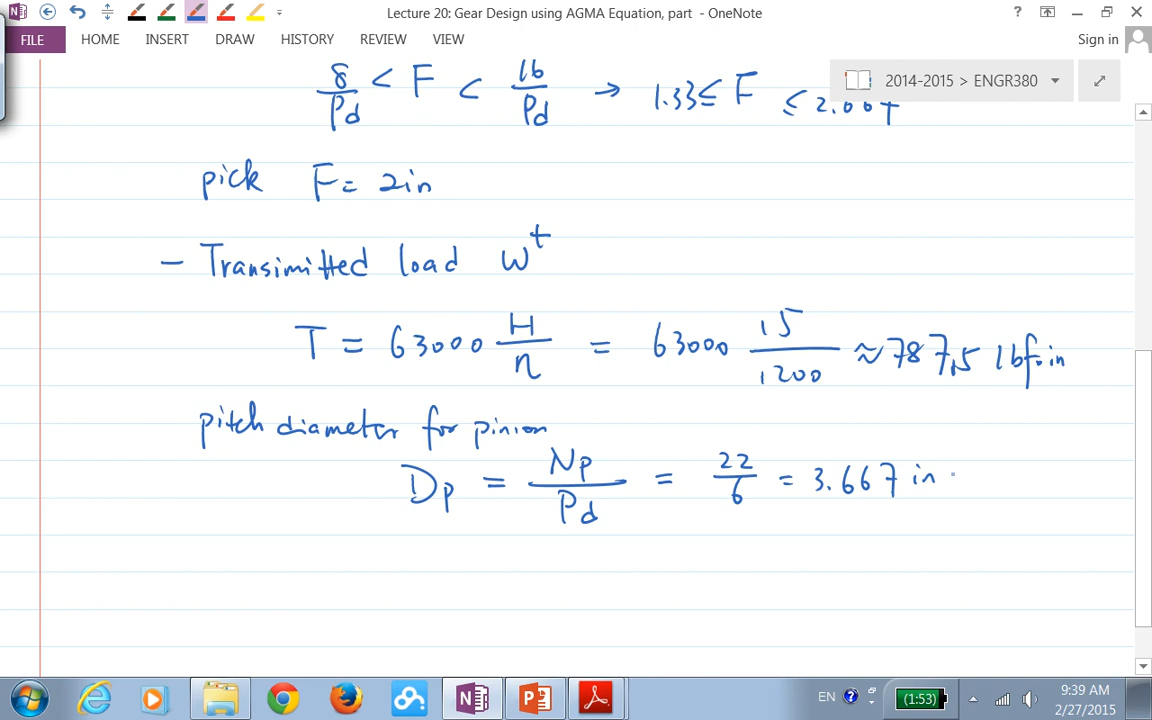 Lecture 20: Gear Design using AGMA Equation, part - OneNote
FILE HOME INSERT DRAW HISTORY REVIEW VIEW Sign in
2014-2015 > ENGR380
8/Pd < F < 16/Pd → 1.33 ≤ F ≤ 2.667
pick F = 2in
- Transimitted load W^t
T = 63000 H/n = 63000 15/1200 ≈ 787.5 lbf·in
pitch diameter for pinion
Dp = Np/Pd = 22/6 = 3.667 in
EN (1:53) 9:39 AM
2/27/2015